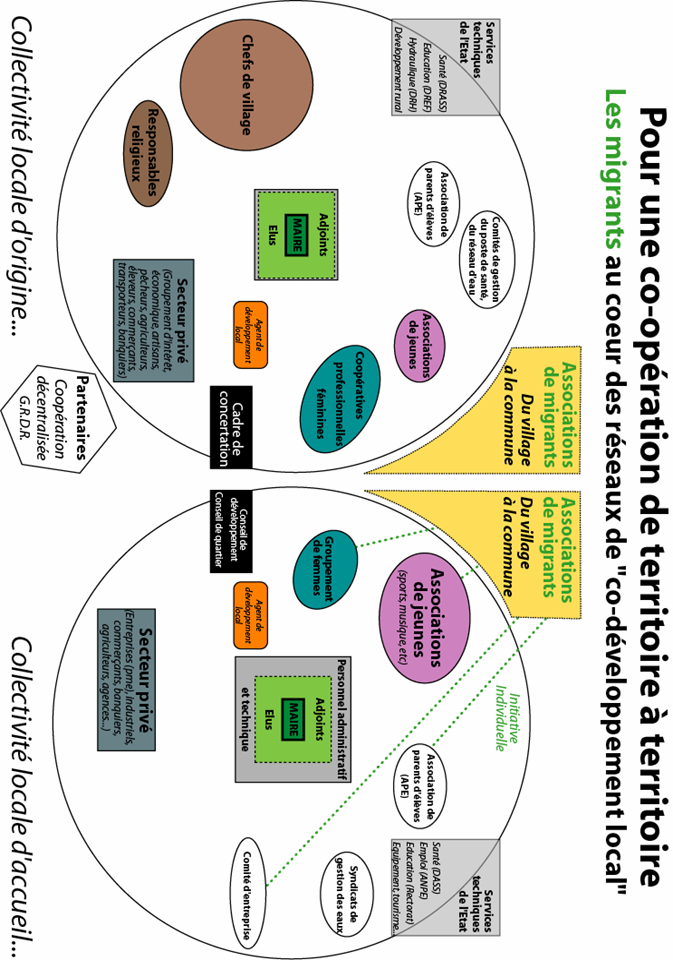 Pour une co-opération de territoire à territoire
Les migrants au coeur des réseaux de "co-développement local"
Services
techniques
de l'Etat
Santé (DRASS)
Education (DREF)
Hydraulique (DRH)
Développement rural
Association de
parents d'élèves
(APE)
Comités de gestion
du poste de santé,
du réseau d'eau
Associations
de migrants
Du village
à la commune
Chefs de village
Responsables
religieux
Adjoints
MAIRE
Elus
Associations
de jeunes
Coopératives
professionnelles
féminines
Agent de
développement
local
Secteur privé
(Groupement d'intérêt,
économique, artisans,
pêcheurs, agriculteurs,
éleveurs, commerçants,
transporteurs, banquiers)
Cadre de
concertation
Partenaires
Coopération
décentralisée
G.R.D.R.
Collectivité locale d'origine...
Associations
de migrants
Du village
à la commune
Initiative
Individuelle
Associations
de jeunes
(sports, musique, etc)
Groupement
de femmes
Conseil de
développement
Conseil de quartier
Agent de
développement
local
Personnel administratif
Adjoints
MAIRE
Elus
et technique
Secteur privé
(Entreprises (pme), industriels,
commerçants, banquiers,
agriculteurs, agences...)
Association de
parents d'élèves
(APE)
Services
techniques
de l'Etat
Santé (DASS)
Emploi (ANPE)
Education (Rectorat)
Equipement, tourisme...
Syndicats de
gestion des eaux
Comité d'entreprise
Collectivité locale d'accueil...